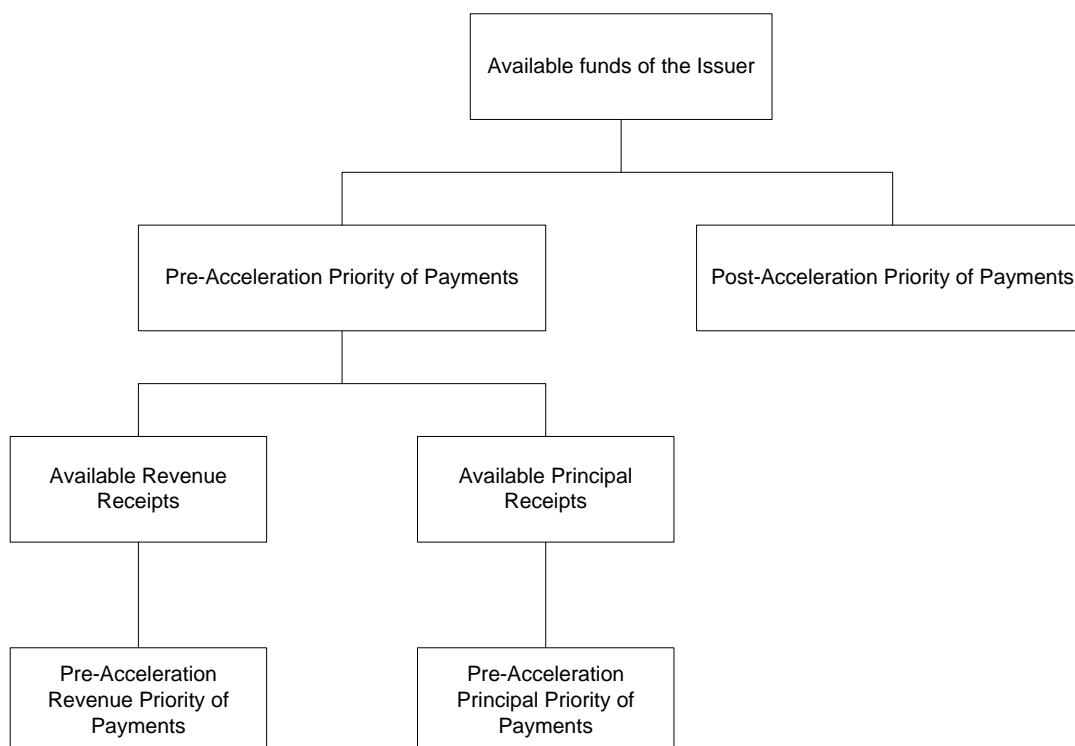 Available funds of the Issuer
Pre-Acceleration Priority of Payments
Post-Acceleration Priority of Payments
Available Revenue
Receipts
Available Principal
Receipts
Pre-Acceleration
Revenue Priority of
Payments
Pre-Acceleration
Principal Priority of
Payments